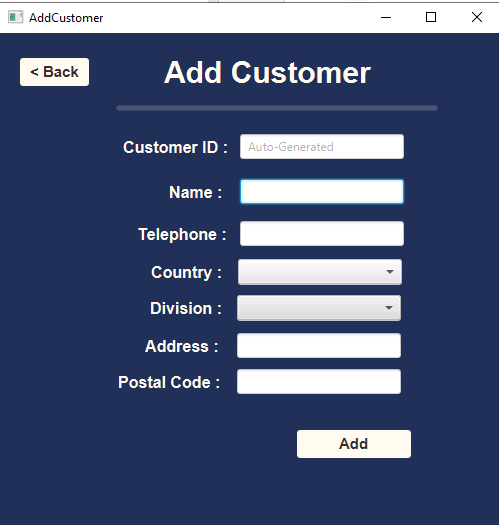 AddCustomer
< Back
Add Customer
Customer ID : Auto-Generated
Name :
Telephone :
Country :
Division :
Address :
Postal Code :
Add